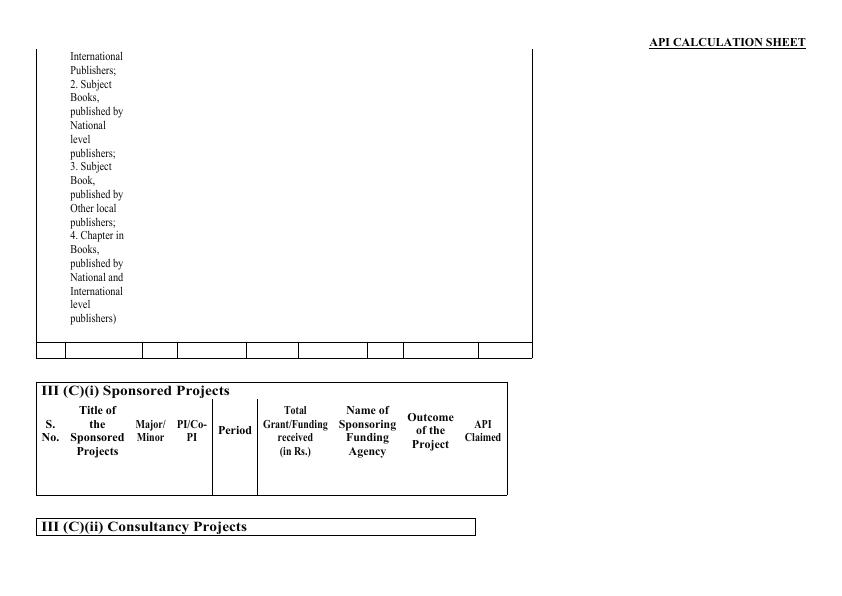 API CALCULATION SHEET
International
Publishers;
2. Subject
Books,
published by
National
level
publishers;
3. Subject
Book,
published by
Other local
publishers;
4. Chapter in
Books,
published by
National and
International
level
publishers)
III (C)(i) Sponsored Projects
S.
No.
Title of
the
Sponsored
Projects
Major/
Minor
PI/Co-
PI
Period
Total
Grant/Funding
received
(in Rs.)
Name of
Sponsoring
Funding
Agency
Outcome
of the
Project
API
Claimed
III (C)(ii) Consultancy Projects